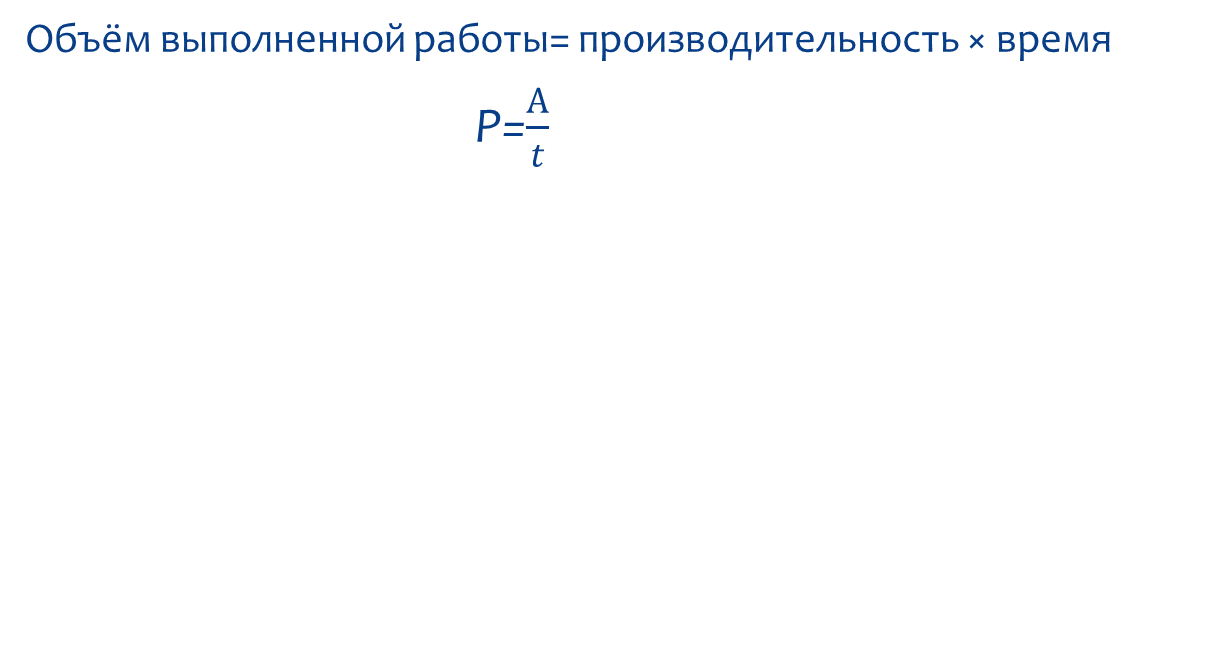 Объём выполненной работы= производительность × время
P=A/t